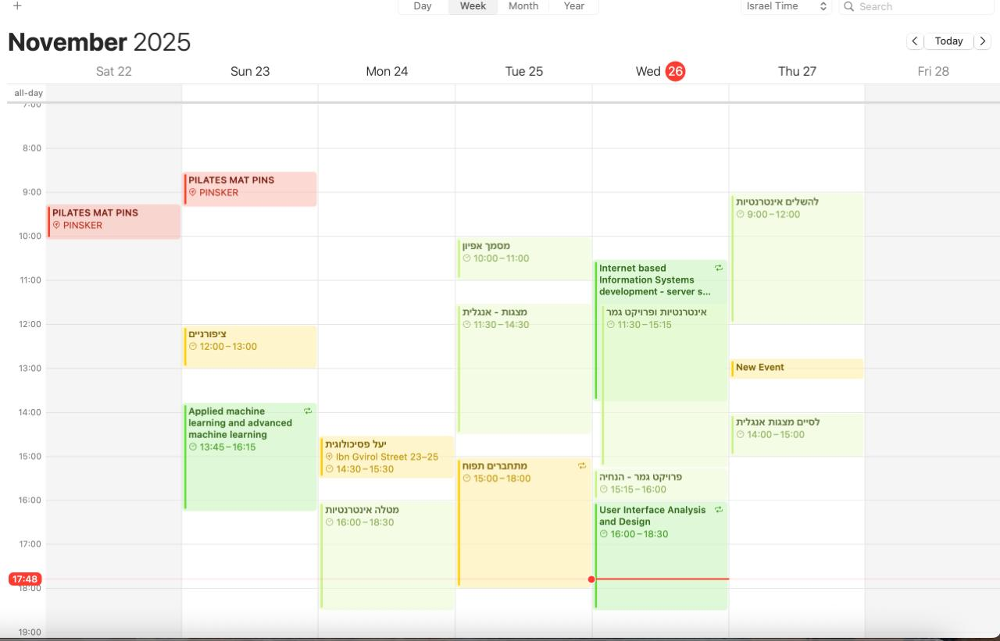 +
Day Week Month Year
Israel Time
Search
November 2025
Today
Sat 22
Sun 23
Mon 24
Tue 25
Wed 26
Thu 27
Fri 28
all-day
7:00
8:00
9:00
10:00
11:00
12:00
13:00
14:00
15:00
16:00
17:00
17:48
18:00
19:00
PILATES MAT PINS
PINSKER
PILATES MAT PINS
PINSKER
ציפורניים
12:00–13:00
Applied machine
learning and advanced
machine learning
13:45–16:15
יעל פסיכולוגית
Ibn Gvirol Street 23–25
14:30–15:30
מטלה אינטרנטיות
16:00–18:30
מסמך אפיון
10:00–11:00
מצגות - אנגלית
11:30–14:30
מתחברים תפוח
15:00–18:00
Internet based
Information Systems
development - server s...
אינטרנטיות ופרויקט גמר
11:30–15:15
פרויקט גמר - הנחיה
15:15–16:00
User Interface Analysis
and Design
16:00–18:30
להשלים אינטרנטיות
9:00–12:00
New Event
לסיים מצגות אנגלית
14:00–15:00